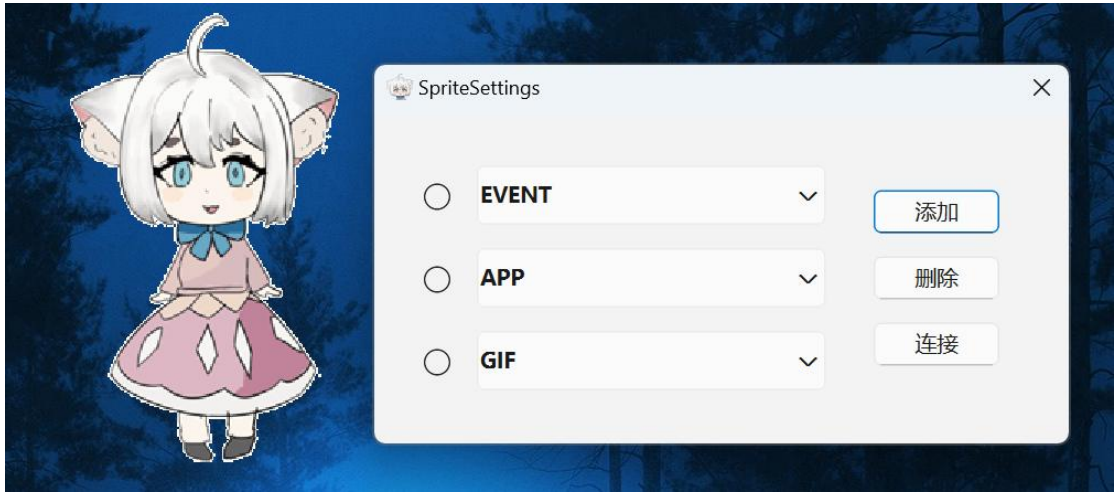 SpriteSettings
EVENT
添加
APP
删除
GIF
连接